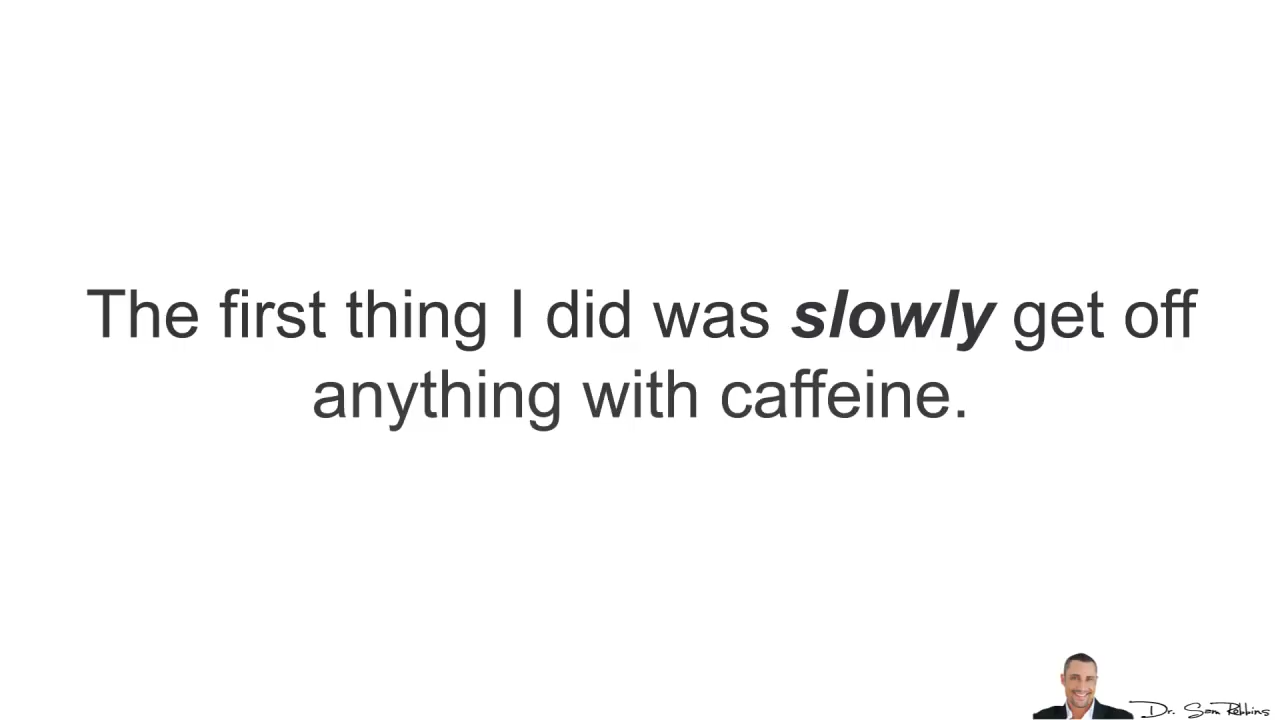 The first thing I did was slowly get off
anything with caffeine.
Dr. Sam Robbins